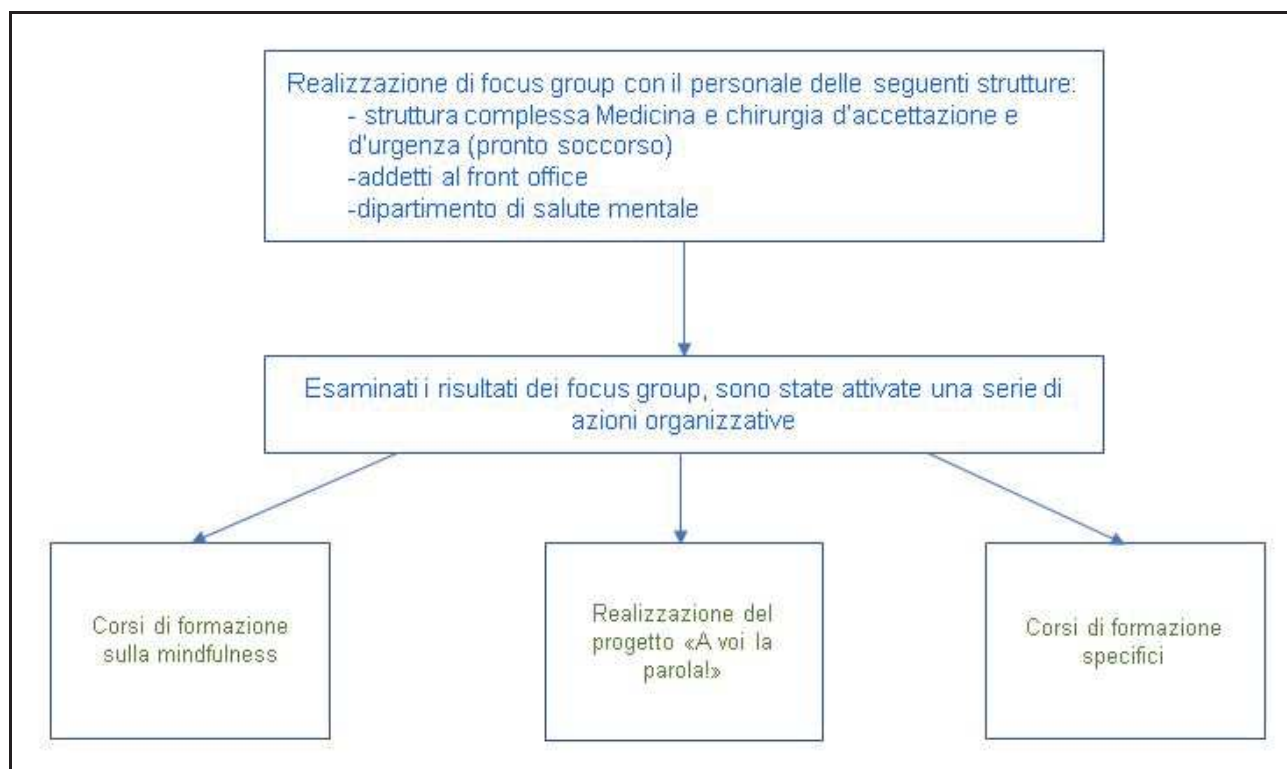 Realizzazione di focus group con il personale delle seguenti strutture:
- struttura complessa Medicina e chirurgia d'accettazione e
d'urgenza (pronto soccorso)
-addetti al front office
-dipartimento di salute mentale
Esaminati i risultati dei focus group, sono state attivate una serie di
azioni organizzative
Corsi di formazione
sulla mindfulness
Realizzazione del
progetto «A voi la
parola!»
Corsi di formazione
specifici